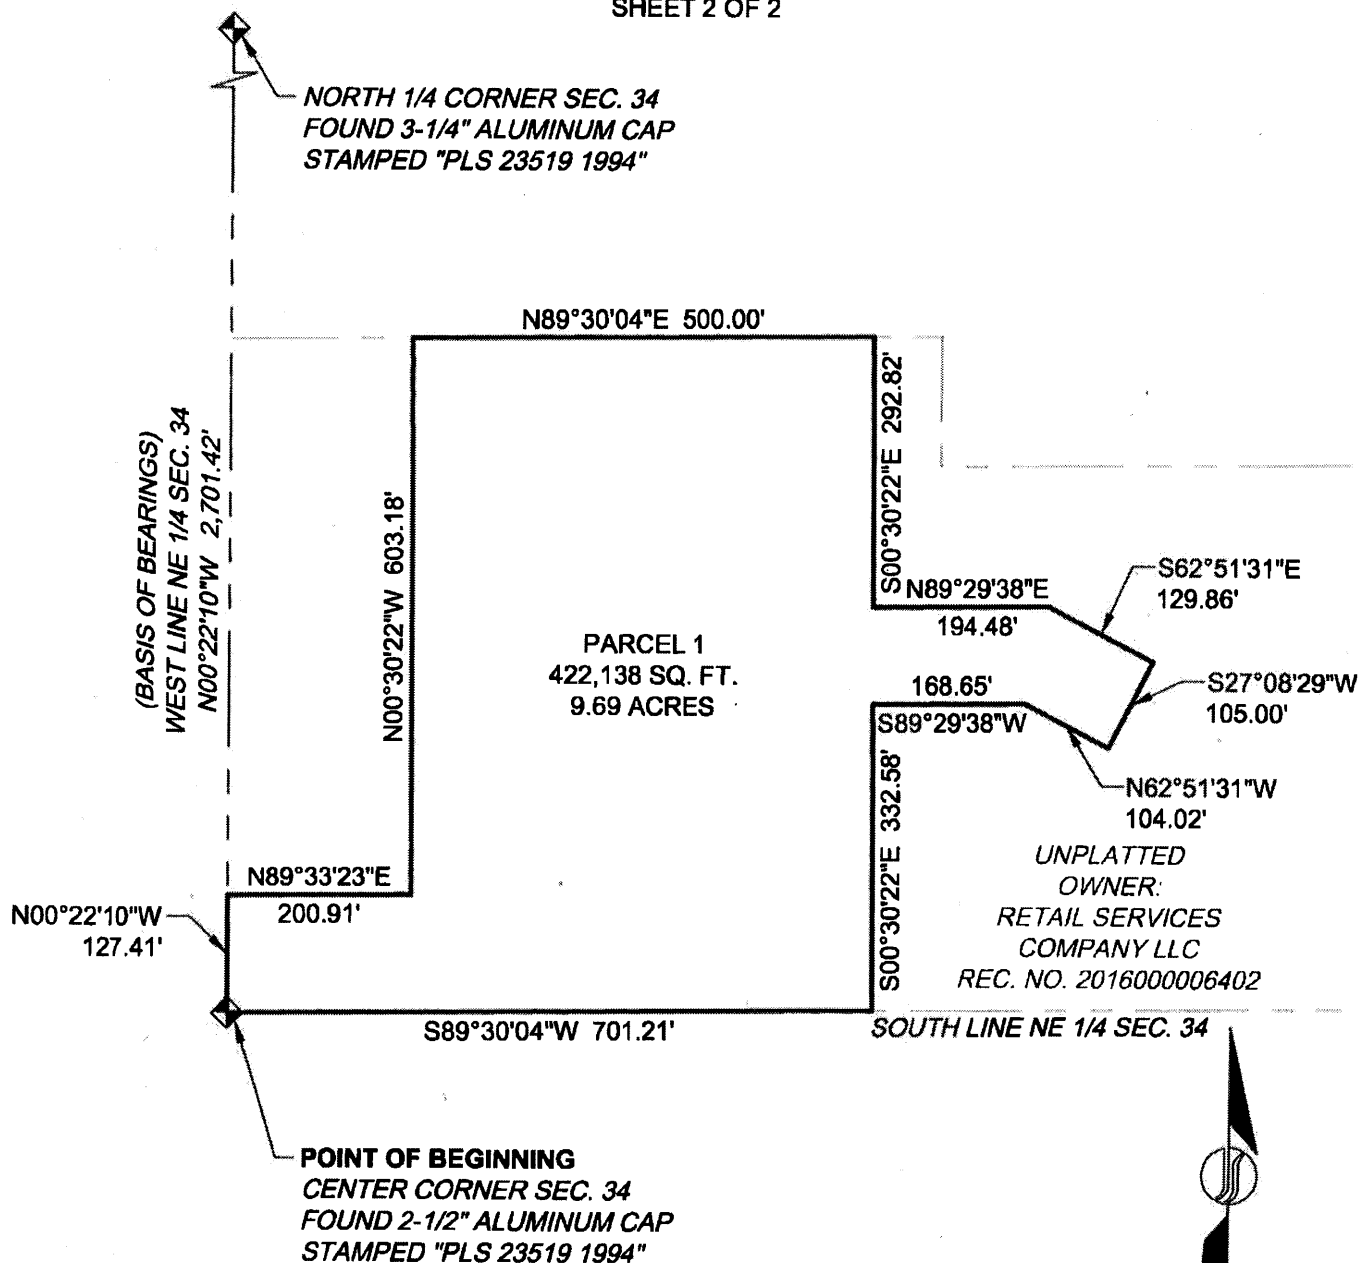 SHEET 2 OF 2
NORTH 1/4 CORNER SEC. 34
FOUND 3-1/4" ALUMINUM CAP
STAMPED "PLS 23519 1994"
N89°30'04"E 500.00'
(BASIS OF BEARINGS)
WEST LINE NE 1/4 SEC. 34
N00°22'10"W 2,701.42'
N00°30'22"W 603.18'
S00°30'22"E 292.82'
N89°29'38"E
194.48'
S62°51'31"E
129.86'
PARCEL 1
422,138 SQ. FT.
9.69 ACRES
168.65'
S89°29'38"W
S27°08'29"W
105.00'
N62°51'31"W
104.02'
S00°30'22"E 332.58'
UNPLATTED
OWNER:
RETAIL SERVICES
COMPANY LLC
REC. NO. 2016000006402
N89°33'23"E
200.91'
N00°22'10"W
127.41'
S89°30'04"W 701.21'
SOUTH LINE NE 1/4 SEC. 34
POINT OF BEGINNING
CENTER CORNER SEC. 34
FOUND 2-1/2" ALUMINUM CAP
STAMPED "PLS 23519 1994"